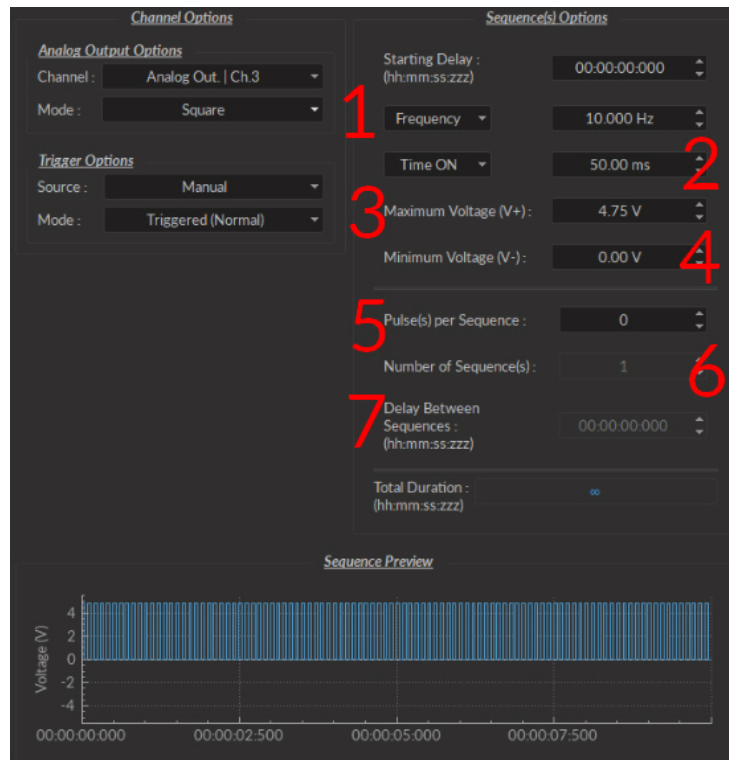 Channel Options
Analog Output Options
Channel : Analog Out. | Ch.3
Mode : Square
Trigger Options
Source : Manual
Mode : Triggered (Normal)
Sequence(s) Options
Starting Delay :
(hh:mm:ss:zzz) 00:00:00:000
1 Frequency 10.000 Hz
Time ON 50.00 ms 2
3 Maximum Voltage (V+) : 4.75 V
Minimum Voltage (V-) : 0.00 V 4
5 Pulse(s) per Sequence : 0
Number of Sequence(s) : 1 6
7 Delay Between
Sequences : 00:00:00:000
(hh:mm:ss:zzz)
Total Duration : ∞
(hh:mm:ss:zzz)
Sequence Preview
Voltage (V)
4
2
0
-2
-4
00:00:00:000 00:00:02:500 00:00:05:000 00:00:07:500